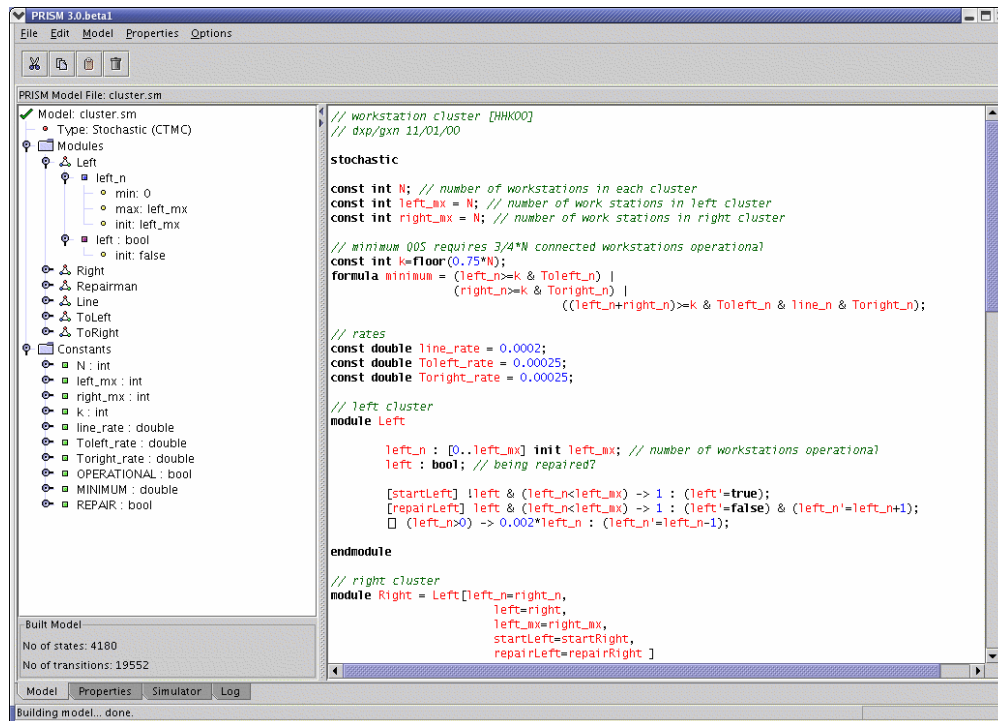 PRISM 3.0.beta1
File Edit Model Properties Options
PRISM Model File: cluster.sm
Model: cluster.sm
Type: Stochastic (CTMC)
Modules
Left
left_n
min: 0
max: left_mx
init: left_mx
left : bool
init: false
Right
Repairman
Line
ToLeft
ToRight
Constants
N : int
left_mx : int
right_mx : int
k : int
line_rate : double
Toleft_rate : double
Toright_rate : double
OPERATIONAL : bool
MINIMUM : double
REPAIR : bool
Built Model
No of states: 4180
No of transitions: 19552
// workstation cluster [HHK00]
// dxp/gxn 11/01/00
stochastic
const int N; // number of workstations in each cluster
const int left_mx = N; // number of work stations in left cluster
const int right_mx = N; // number of work stations in right cluster
// minimum QOS requires 3/4*N connected workstations operational
const int k=floor(0.75*N);
formula minimum = (left_n>=k & Toleft_n) |
(right_n>=k & Toright_n) |
((left_n+right_n)>=k & Toleft_n & line_n & Toright_n);
// rates
const double line_rate = 0.0002;
const double Toleft_rate = 0.00025;
const double Toright_rate = 0.00025;
// left cluster
module Left
left_n : [0..left_mx] init left_mx; // number of workstations operational
left : bool; // being repaired?
[startLeft] !left & (left_n<left_mx) -> 1 : (left'=true);
[repairLeft] left & (left_n<left_mx) -> 1 : (left'=false) & (left_n'=left_n+1);
[] (left_n>0) -> 0.002*left_n : (left_n'=left_n-1);
endmodule
// right cluster
module Right = Left[left_n=right_n,
left=right,
left_mx=right_mx,
startLeft=startRight,
repairLeft=repairRight ]
Model Properties Simulator Log
Building model... done.